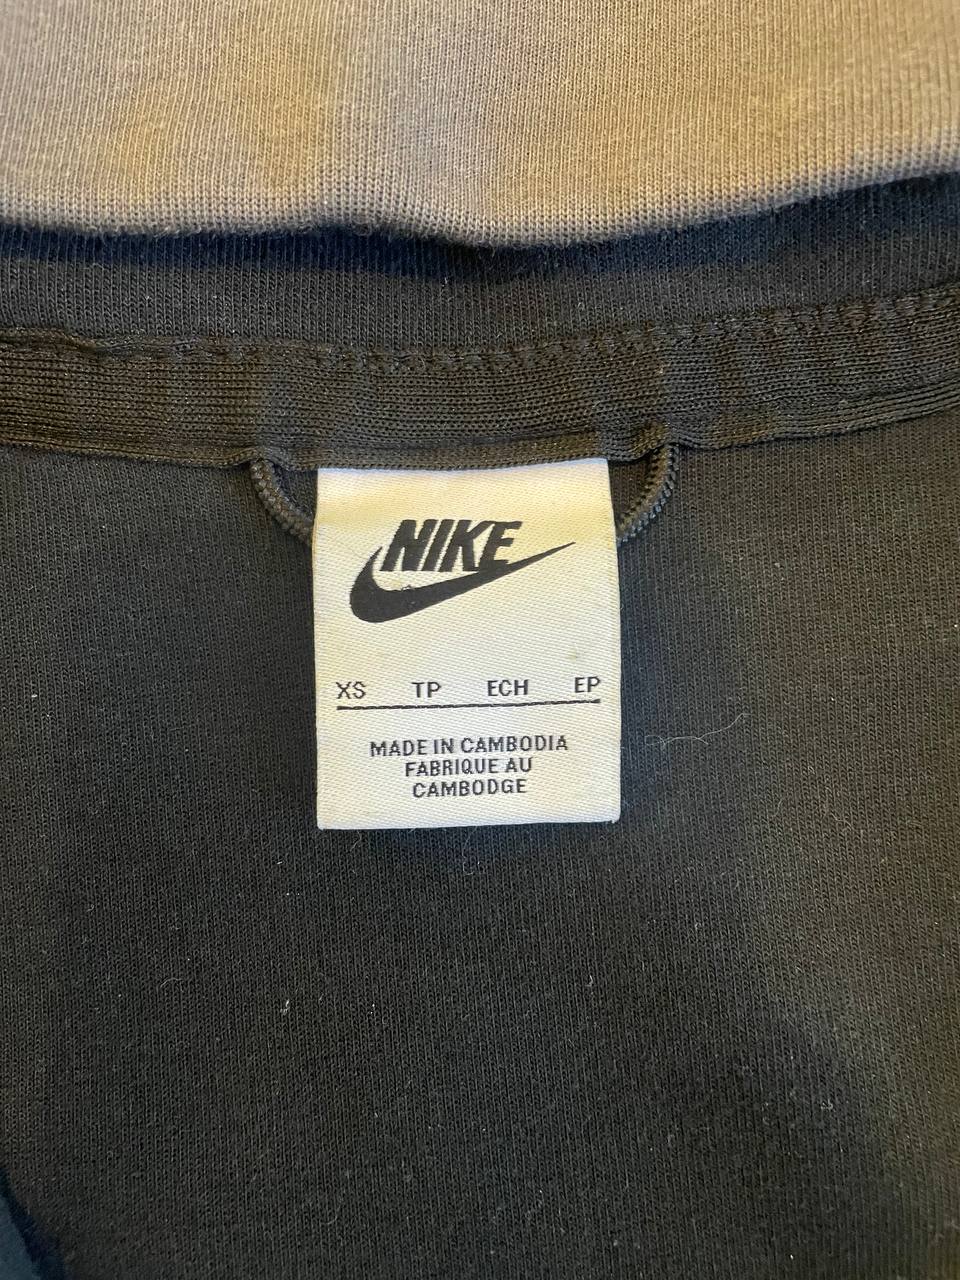 NIKE
XS TP ECH EP
MADE IN CAMBODIA
FABRIQUE AU
CAMBODGE